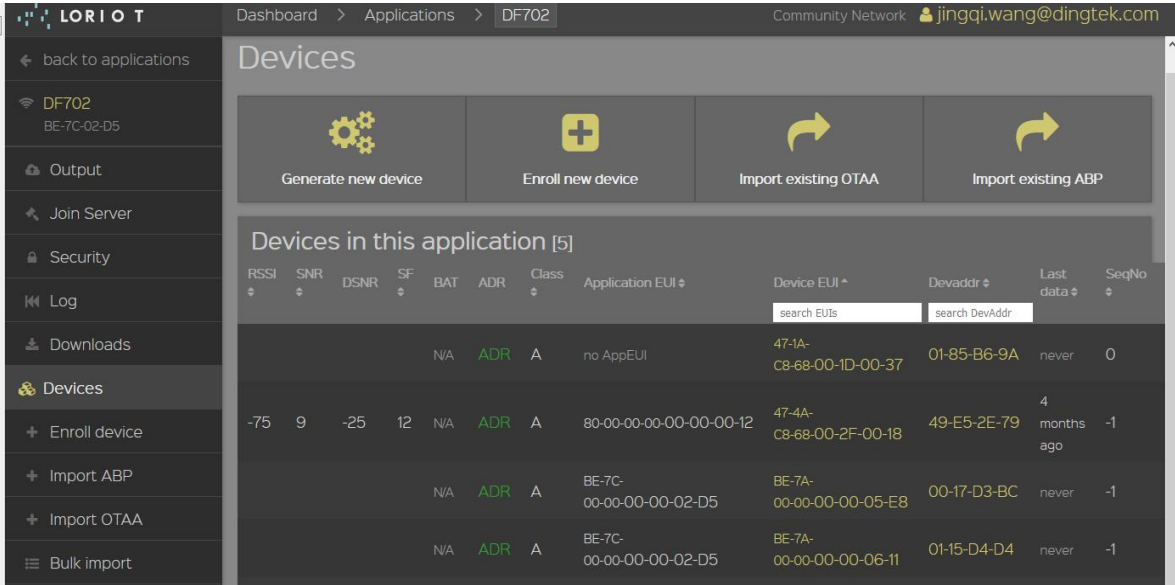 LORIOT
Dashboard > Applications > DF702
Community Network jingqi.wang@dingtek.com
back to applications
DF702
BE-7C-02-D5
Output
Join Server
Security
Log
Downloads
Devices
Enroll device
Import ABP
Import OTAA
Bulk import
Devices
Generate new device
Enroll new device
Import existing OTAA
Import existing ABP
Devices in this application [5]
RSSI SNR DSNR SF BAT ADR Class Application EUI Device EUI Devaddr Last data SeqNo
search EUIs search DevAddr
N/A ADR A no AppEUI 47-1A-C8-68-00-1D-00-37 01-85-B6-9A never 0
-75 9 -25 12 N/A ADR A 80-00-00-00-00-00-00-12 47-4A-C8-68-00-2F-00-18 49-E5-2E-79 4 months ago -1
N/A ADR A BE-7C-00-00-00-00-02-D5 BE-7A-00-00-00-00-05-E8 00-17-D3-BC never -1
N/A ADR A BE-7C-00-00-00-00-02-D5 BE-7A-00-00-00-00-06-11 01-15-D4-D4 never -1